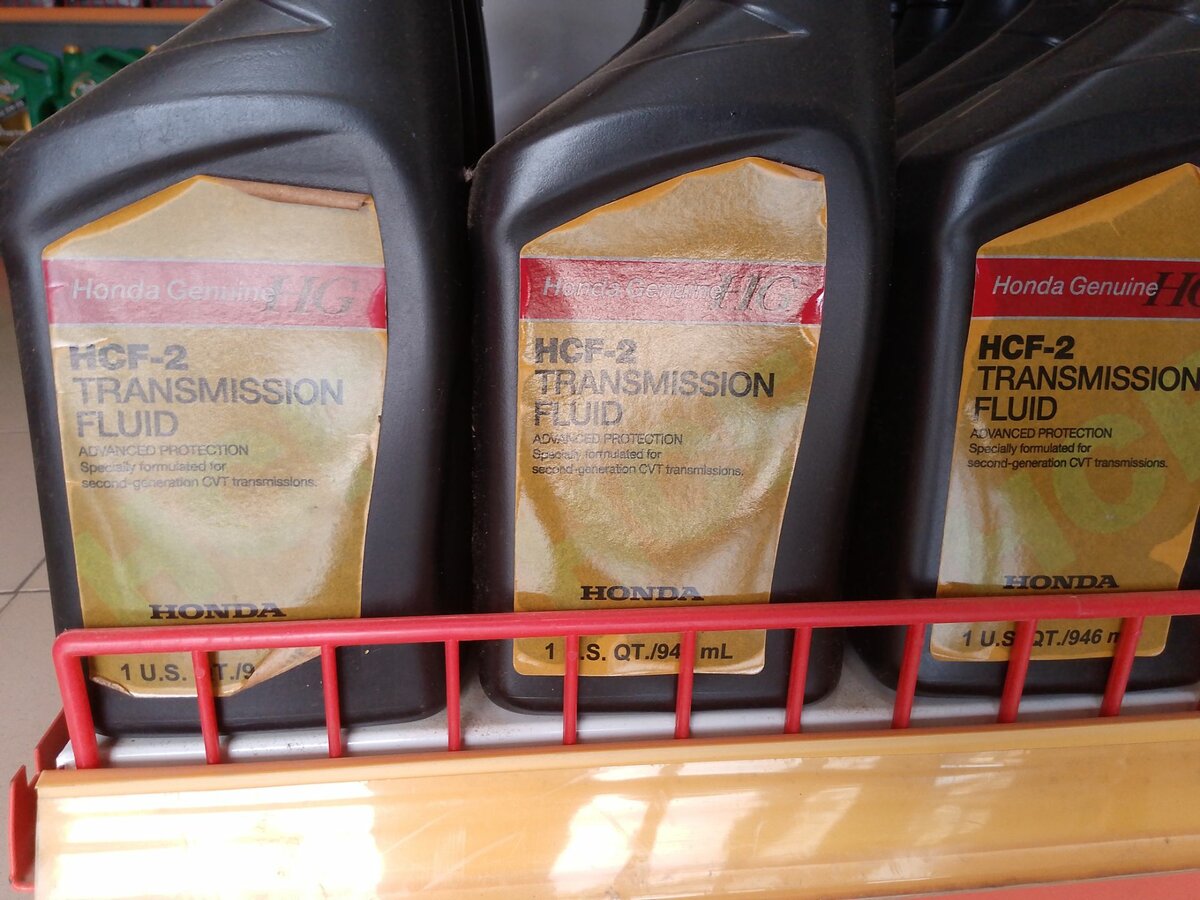 Honda Genuine HG
HCF-2
TRANSMISSION
FLUID
ADVANCED PROTECTION
Specially formulated for
second-generation CVT transmissions.
HONDA
1 U.S.
Honda Genuine HG
HCF-2
TRANSMISSION
FLUID
ADVANCED PROTECTION
Specially formulated for
second-generation CVT transmissions.
HONDA
1 U.S. QT./946 mL
Honda Genuine
HCF-2
TRANSMISSION
FLUID
ADVANCED PROTECTION
Specially formulated for
second-generation CVT transmissions.
HONDA
1 U.S. QT./946 m